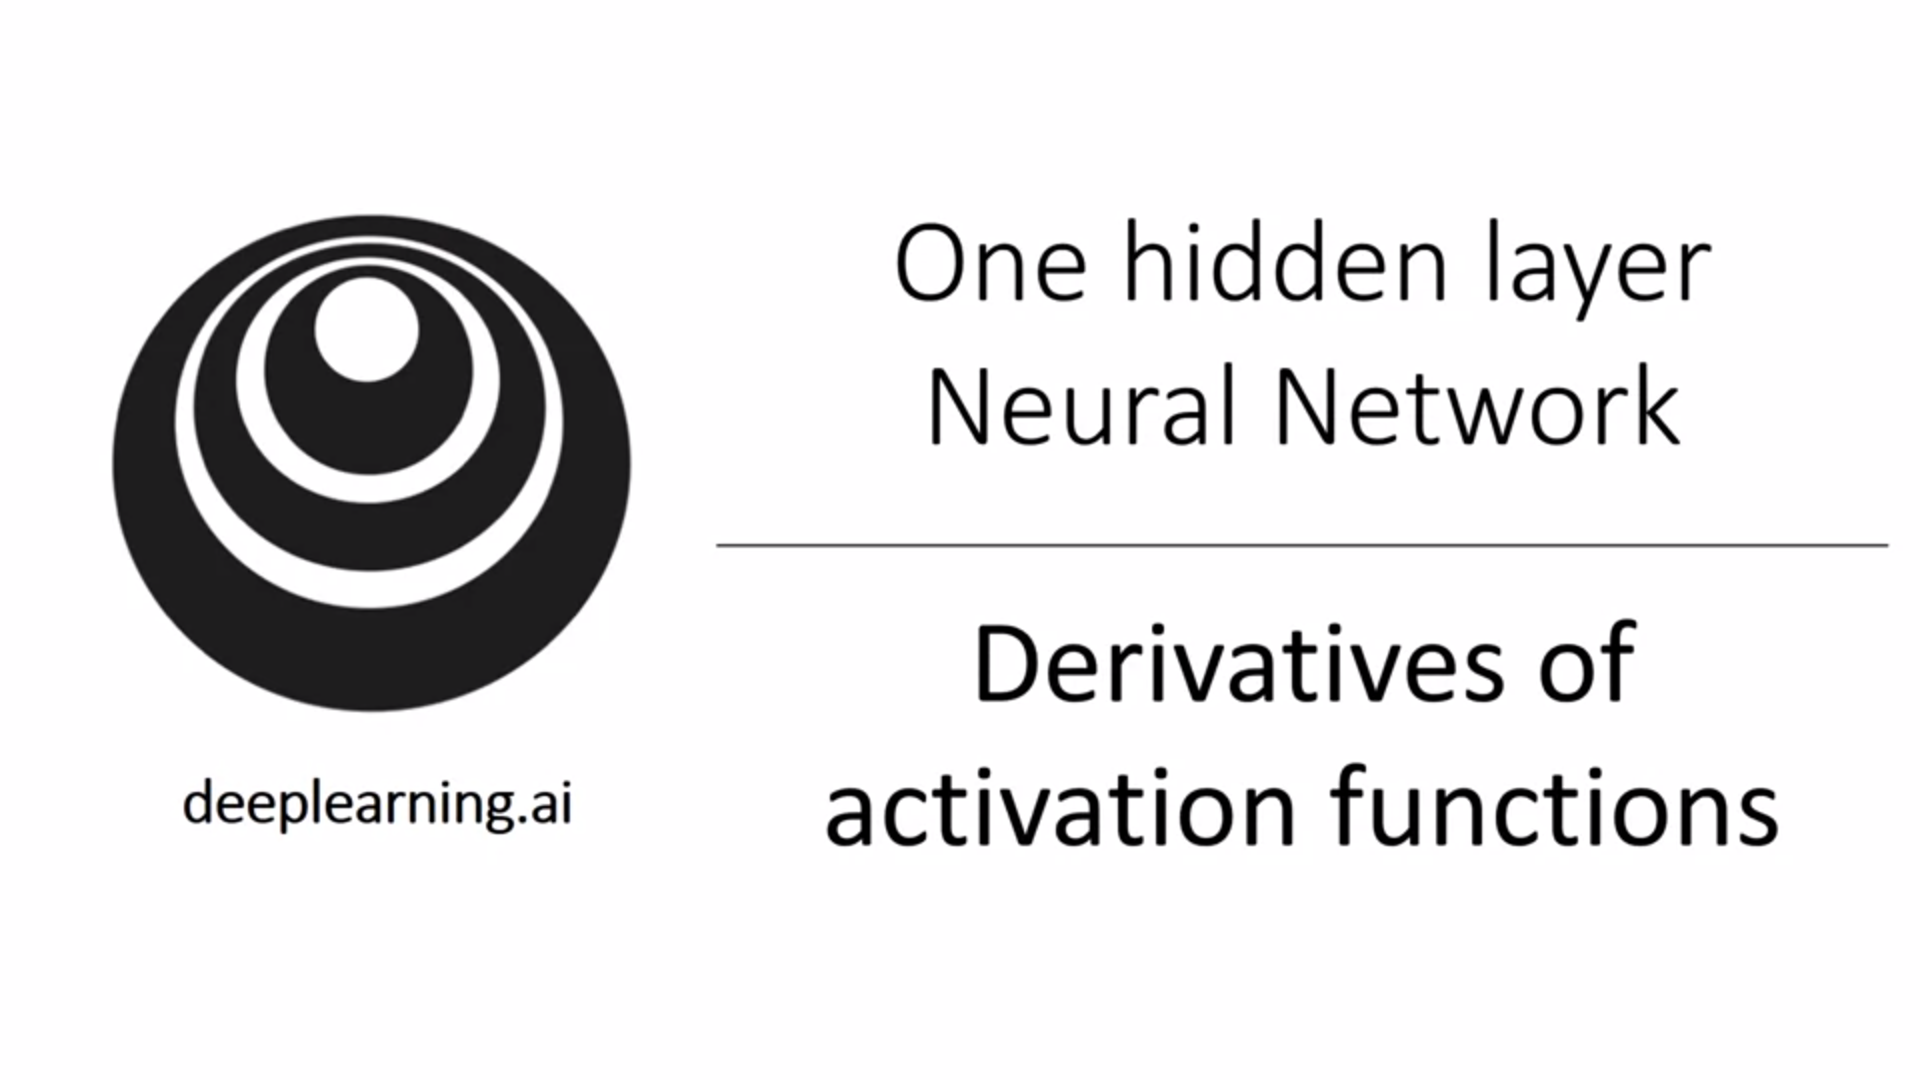 One hidden layer
Neural Network
Derivatives of
activation functions
deeplearning.ai